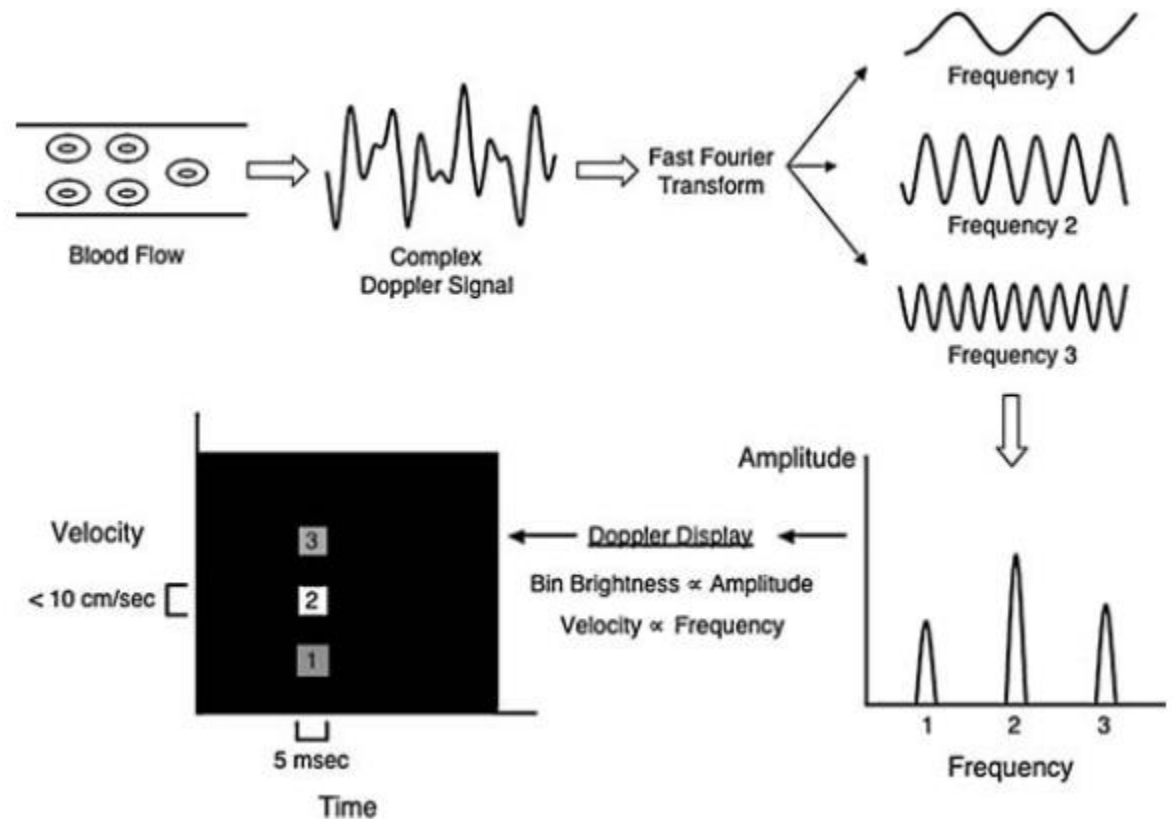 Frequency 1
Frequency 2
Frequency 3
Blood Flow
Complex
Doppler Signal
Fast Fourier
Transform
Amplitude
1
2
3
Frequency
Doppler Display
Bin Brightness ∝ Amplitude
Velocity ∝ Frequency
Velocity
< 10 cm/sec
3
2
1
5 msec
Time